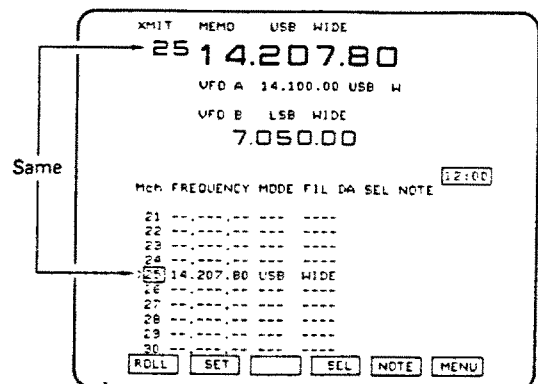 XMIT MEMO USB WIDE
25 14.207.80
VFO A 14.100.00 USB W
VFO B LSB WIDE
7.050.00
Same
12:00
Mch FREQUENCY MODE FIL DA SEL NOTE
21 --.---.-- --- ----
22 --.---.-- --- ----
23 --.---.-- --- ----
24 --.---.-- --- ----
25 14.207.80 USB WIDE
26 --.---.-- --- ----
27 --.---.-- --- ----
28 --.---.-- --- ----
29 --.---.-- --- ----
30 --.---.-- --- ----
ROLL SET SEL NOTE MENU